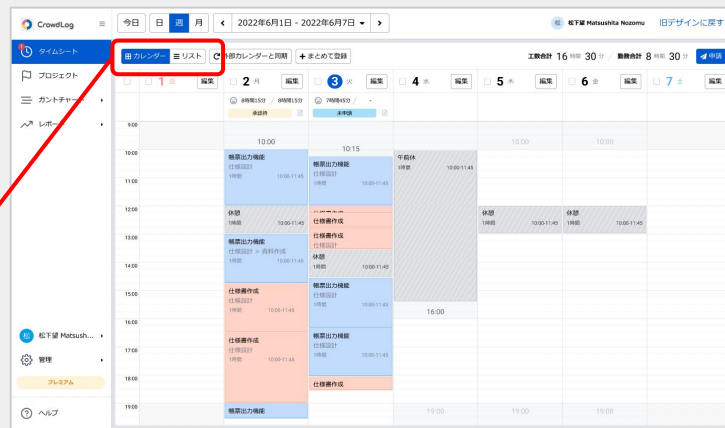 CrowdLog
今日 日 週 月 2022年6月1日 - 2022年6月7日
松 松下望 Matsushita Nozomu 旧デザインに戻す
タイムシート
プロジェクト
ガントチャート
レポート
カレンダー リスト
外部カレンダーと同期 まとめて登録
工数合計 16 時間 30 分 / 勤務合計 8 時間 30 分 申請
1 日 編集 2 月 編集 3 火 編集 4 水 編集 5 木 編集 6 金 編集 7 土 編集
8時間15分 / 8時間15分 7時間45分 / -
承認待 未申請
9:00
10:00 10:15 10:00 10:00
10:00
帳票出力機能
仕様設計
1時間 10:00-11:45
帳票出力機能
仕様設計
1時間 10:00-11:45
午前休
1時間 10:00-11:45
11:00
12:00
休憩
1時間 10:00-11:45
仕様書作成
休憩
1時間 10:00-11:45
休憩
1時間 10:00-11:45
13:00
帳票出力機能
仕様設計 > 資料作成
1時間 10:00-11:45
仕様書作成
仕様設計
14:00
休憩
1時間 10:00-11:45
15:00
仕様書作成
仕様設計
1時間 10:00-11:45
帳票出力機能
仕様設計
1時間 10:00-11:45
16:00
16:00
仕様書作成
仕様設計
1時間 10:00-11:45
帳票出力機能
仕様設計
1時間 10:00-11:45
17:00
18:00
仕様書作成
19:00
帳票出力機能
19:00 19:00 19:00
松 松下望 Matsush...
管理
プレミアム
ヘルプ